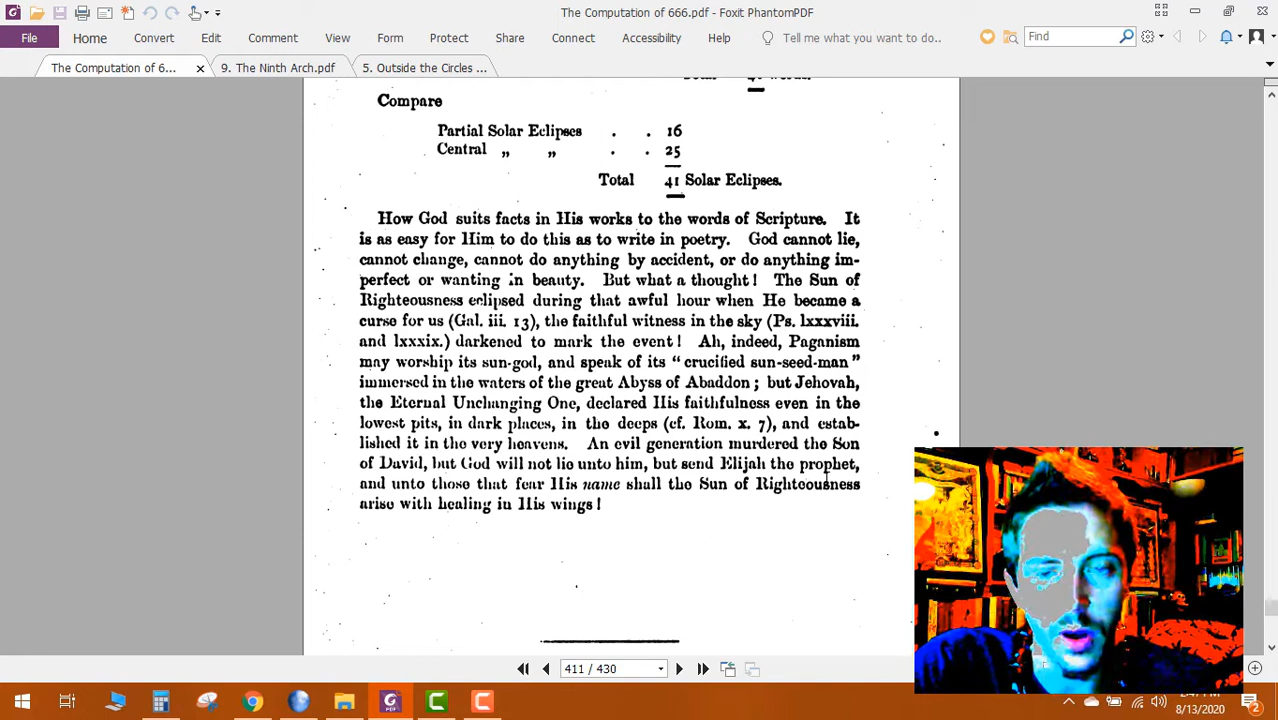 The Computation of 666.pdf - Foxit PhantomPDF
File Home Convert Edit Comment View Form Protect Share Connect Accessibility Help Tell me what you want to do.. Find
The Computation of 6... 9. The Ninth Arch.pdf 5. Outside the Circles ...
Compare
Partial Solar Eclipses . . 16
Central „ „ . . 25
Total 41 Solar Eclipses.
How God suits facts in His works to the words of Scripture. It
is as easy for Him to do this as to write in poetry. God cannot lie,
cannot change, cannot do anything by accident, or do anything im-
perfect or wanting in beauty. But what a thought! The Sun of
Righteousness eclipsed during that awful hour when He became a
curse for us (Gal. iii. 13), the faithful witness in the sky (Ps. lxxxviii.
and lxxxix.) darkened to mark the event! Ah, indeed, Paganism
may worship its sun-god, and speak of its “crucified sun-seed-man”
immersed in the waters of the great Abyss of Abaddon; but Jehovah,
the Eternal Unchanging One, declared His faithfulness even in the
lowest pits, in dark places, in the deeps (cf. Rom. x. 7), and estab-
lished it in the very heavens. An evil generation murdered the Son
of David, but God will not lie unto him, but send Elijah the prophet,
and unto those that fear His name shall the Sun of Righteousness
arise with healing in His wings!
411 / 430
8/13/2020
2